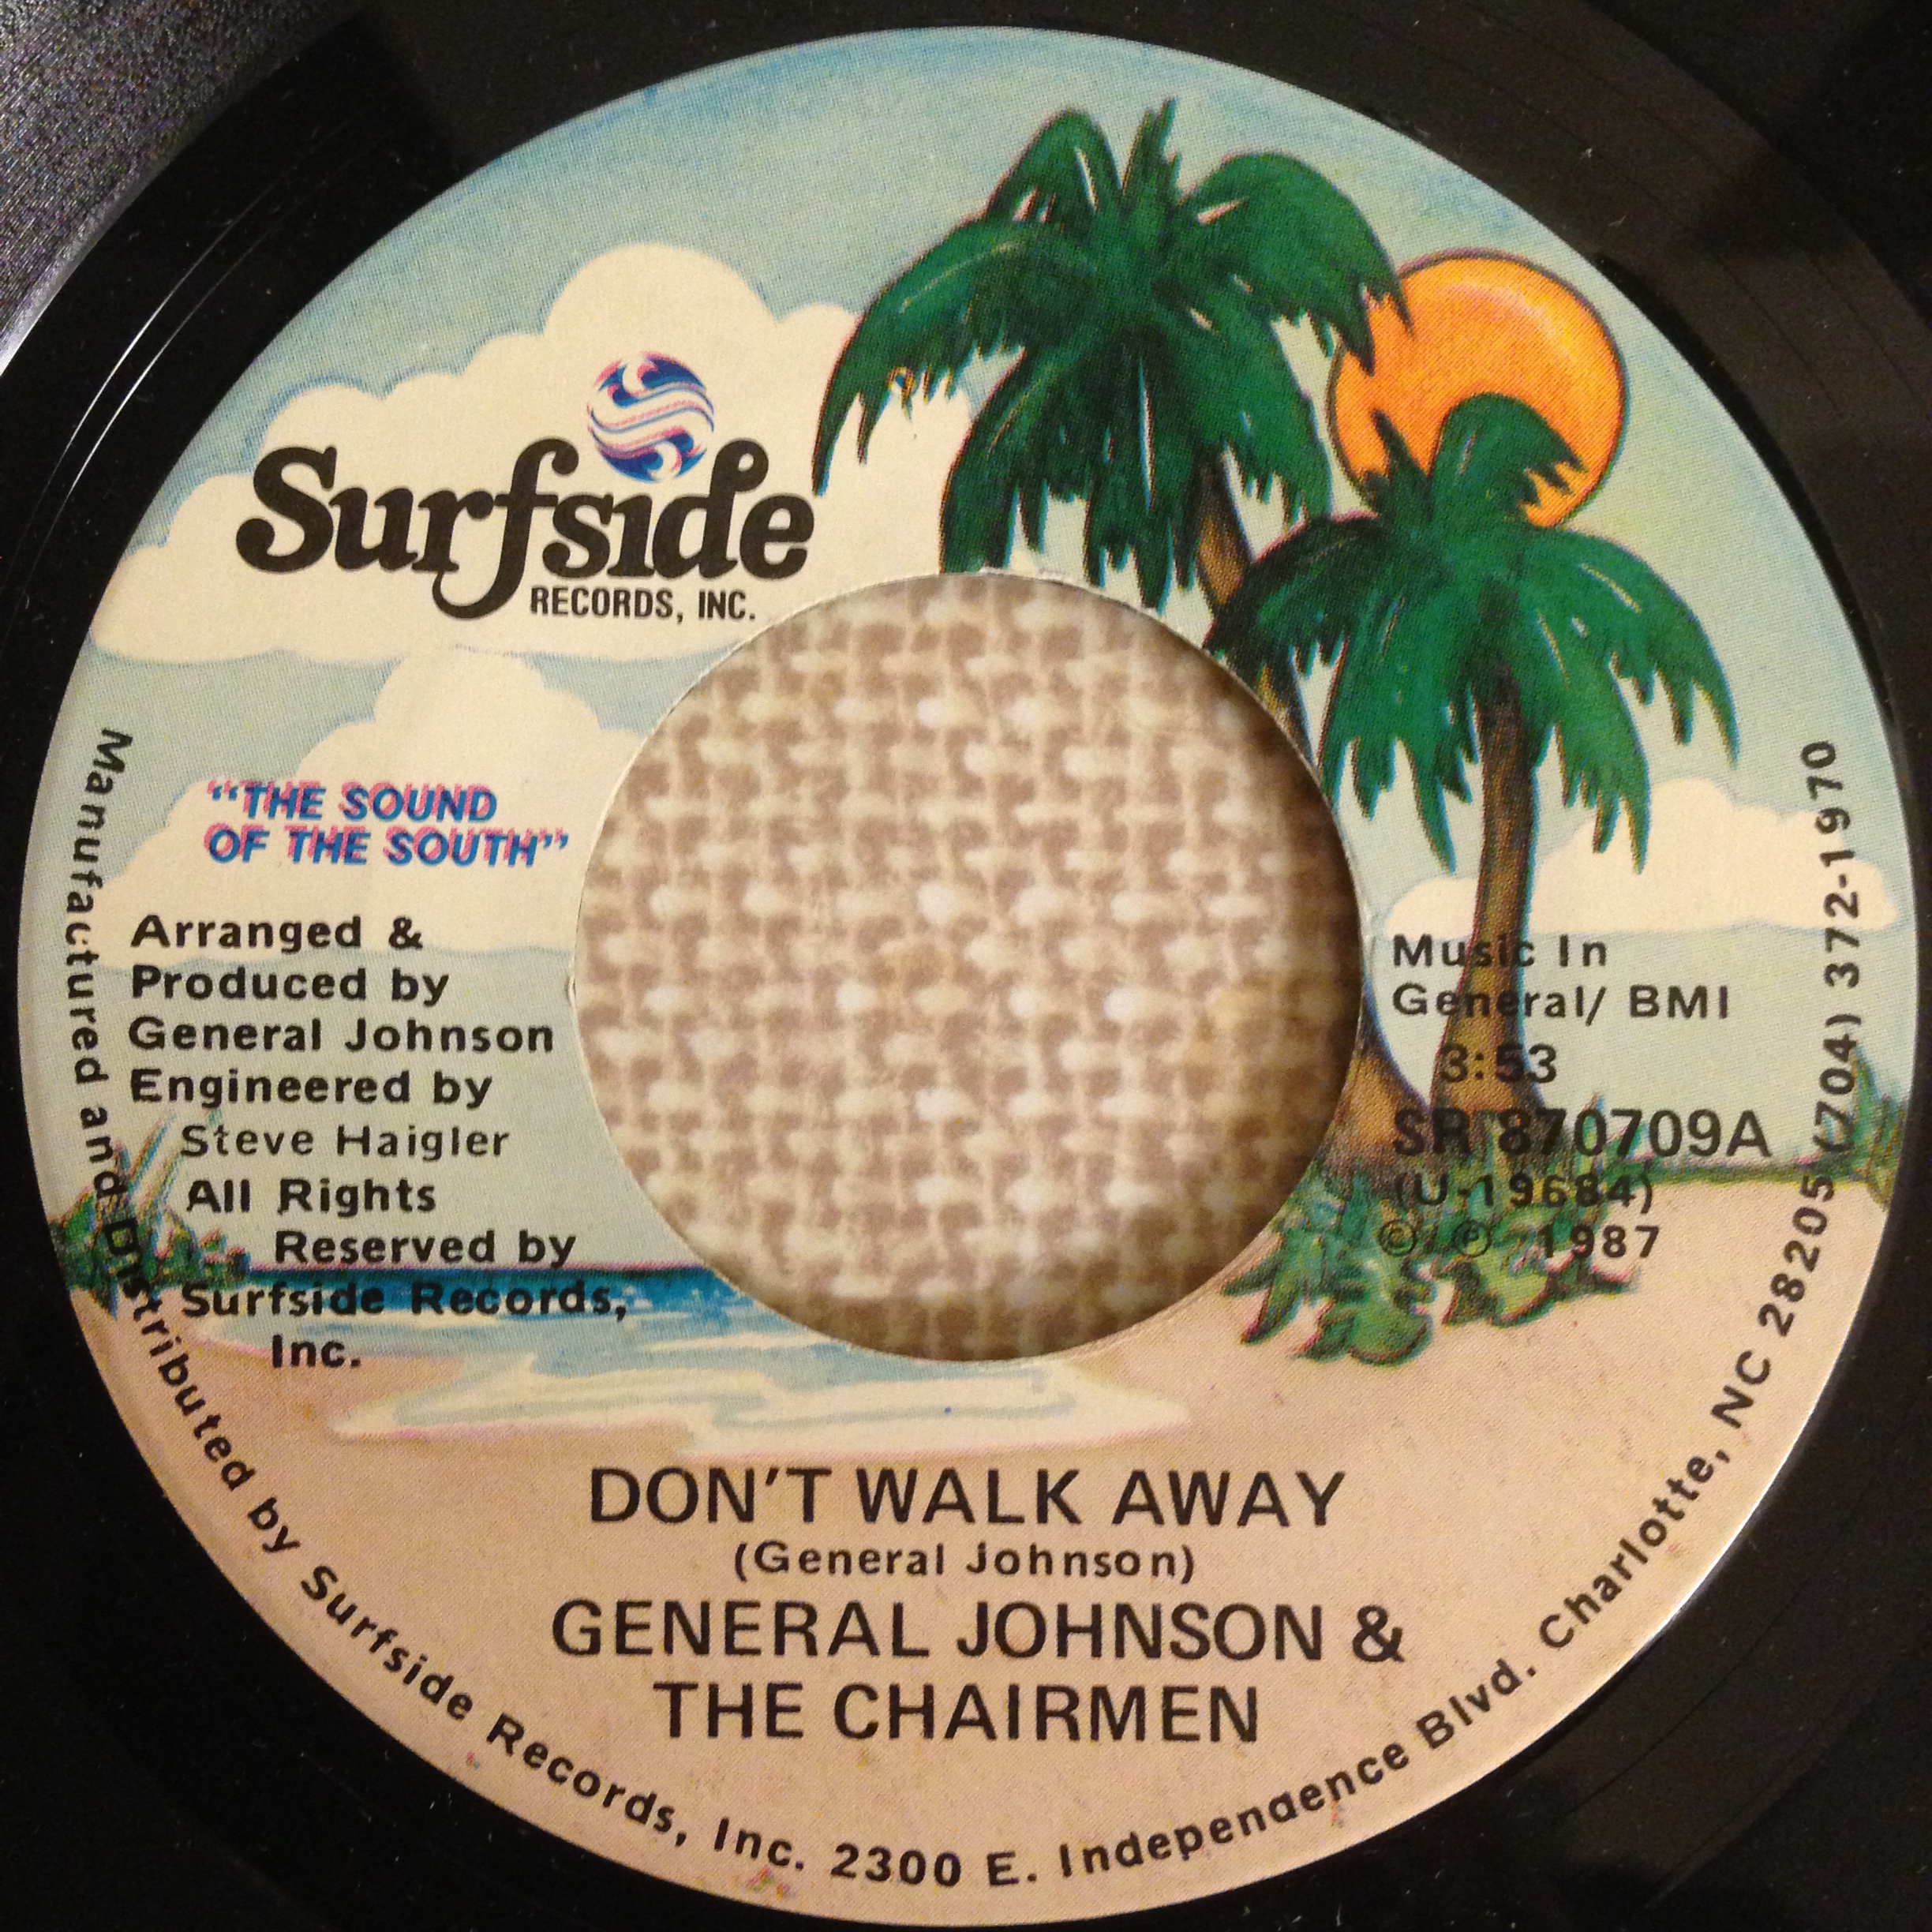 Surfside
RECORDS, INC.
“THE SOUND
OF THE SOUTH”
Arranged &
Produced by
General Johnson
Engineered by
Steve Haigler
All Rights
Reserved by
Surfside Records,
Inc.
Music In
General/ BMI
3:53
SR 870709A
(U-19684)
© ℗ 1987
DON'T WALK AWAY
(General Johnson)
GENERAL JOHNSON &
THE CHAIRMEN
Manufactured and Distributed by Surfside Records, Inc. 2300 E. Independence Blvd. Charlotte, NC 28205 (704) 372-1970